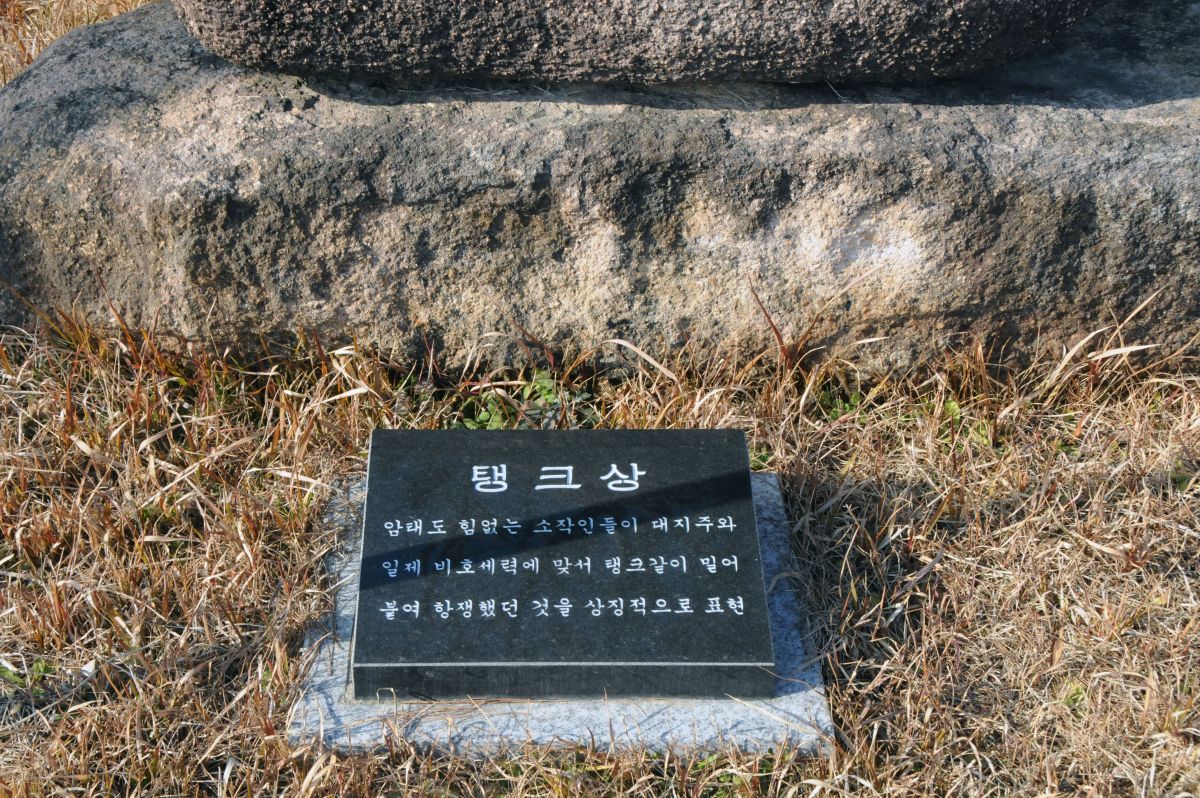 탱크상
암태도 힘없는 소작인들이 대지주와
일제 비호세력에 맞서 탱크같이 밀어
붙여 항쟁했던 것을 상징적으로 표현